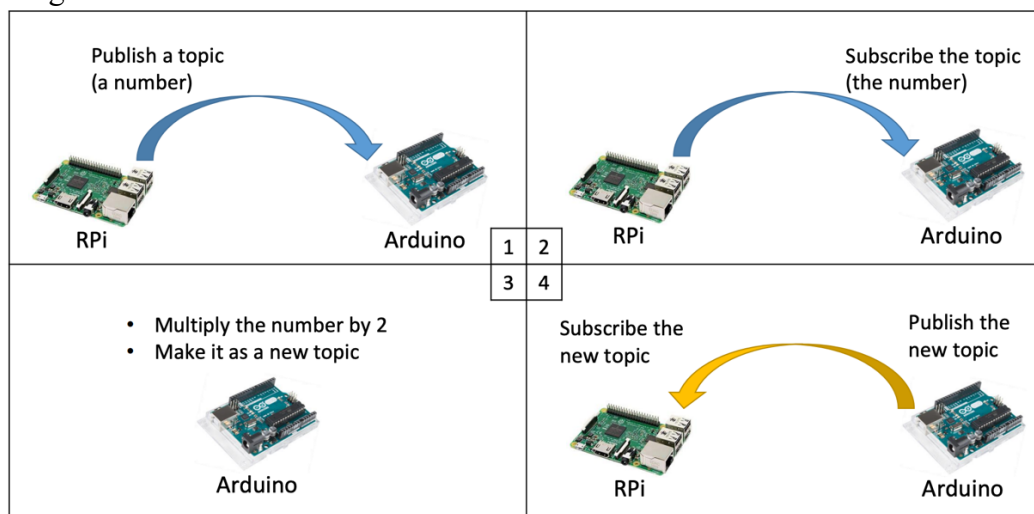 Publish a topic
(a number)
RPi
Arduino
Subscribe the topic
(the number)
RPi
Arduino
1 2
3 4
• Multiply the number by 2
• Make it as a new topic
Arduino
Subscribe the
new topic
Publish the
new topic
RPi
Arduino